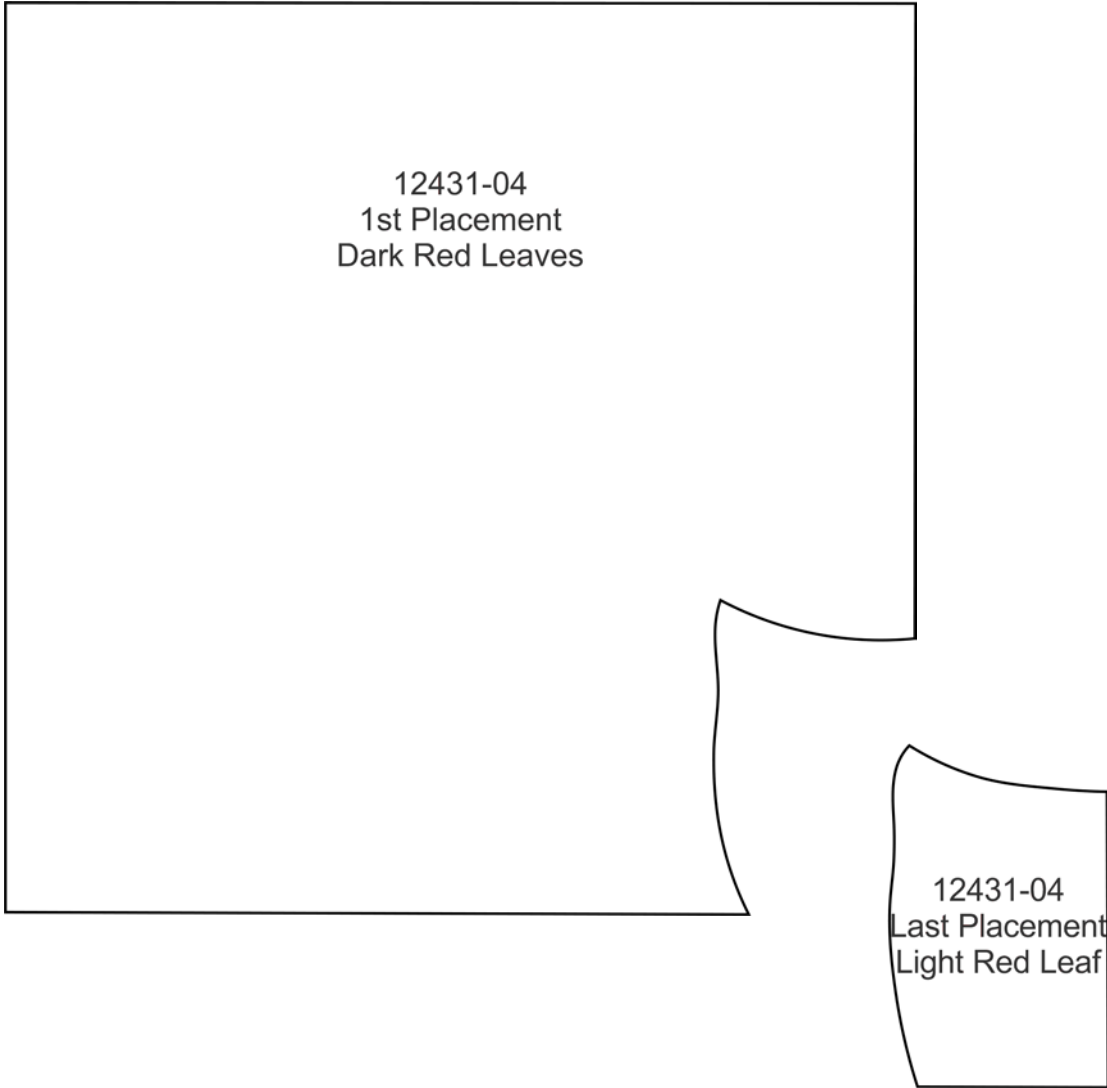 12431-04
1st Placement
Dark Red Leaves
12431-04
Last Placement
Light Red Leaf